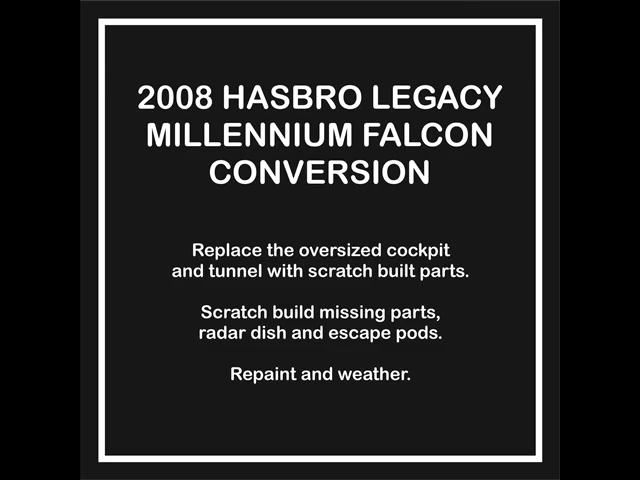 2008 HASBRO LEGACY
MILLENNIUM FALCON
CONVERSION
Replace the oversized cockpit
and tunnel with scratch built parts.
Scratch build missing parts,
radar dish and escape pods.
Repaint and weather.